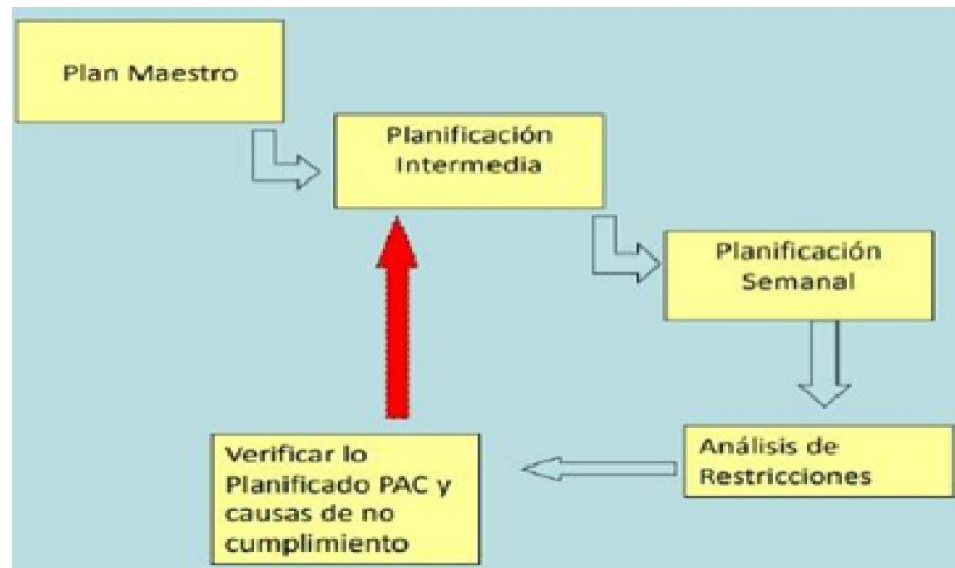 Plan Maestro
Planificación
Intermedia
Planificación
Semanal
Análisis de
Restricciones
Verificar lo
Planificado PAC y
causas de no
cumplimiento